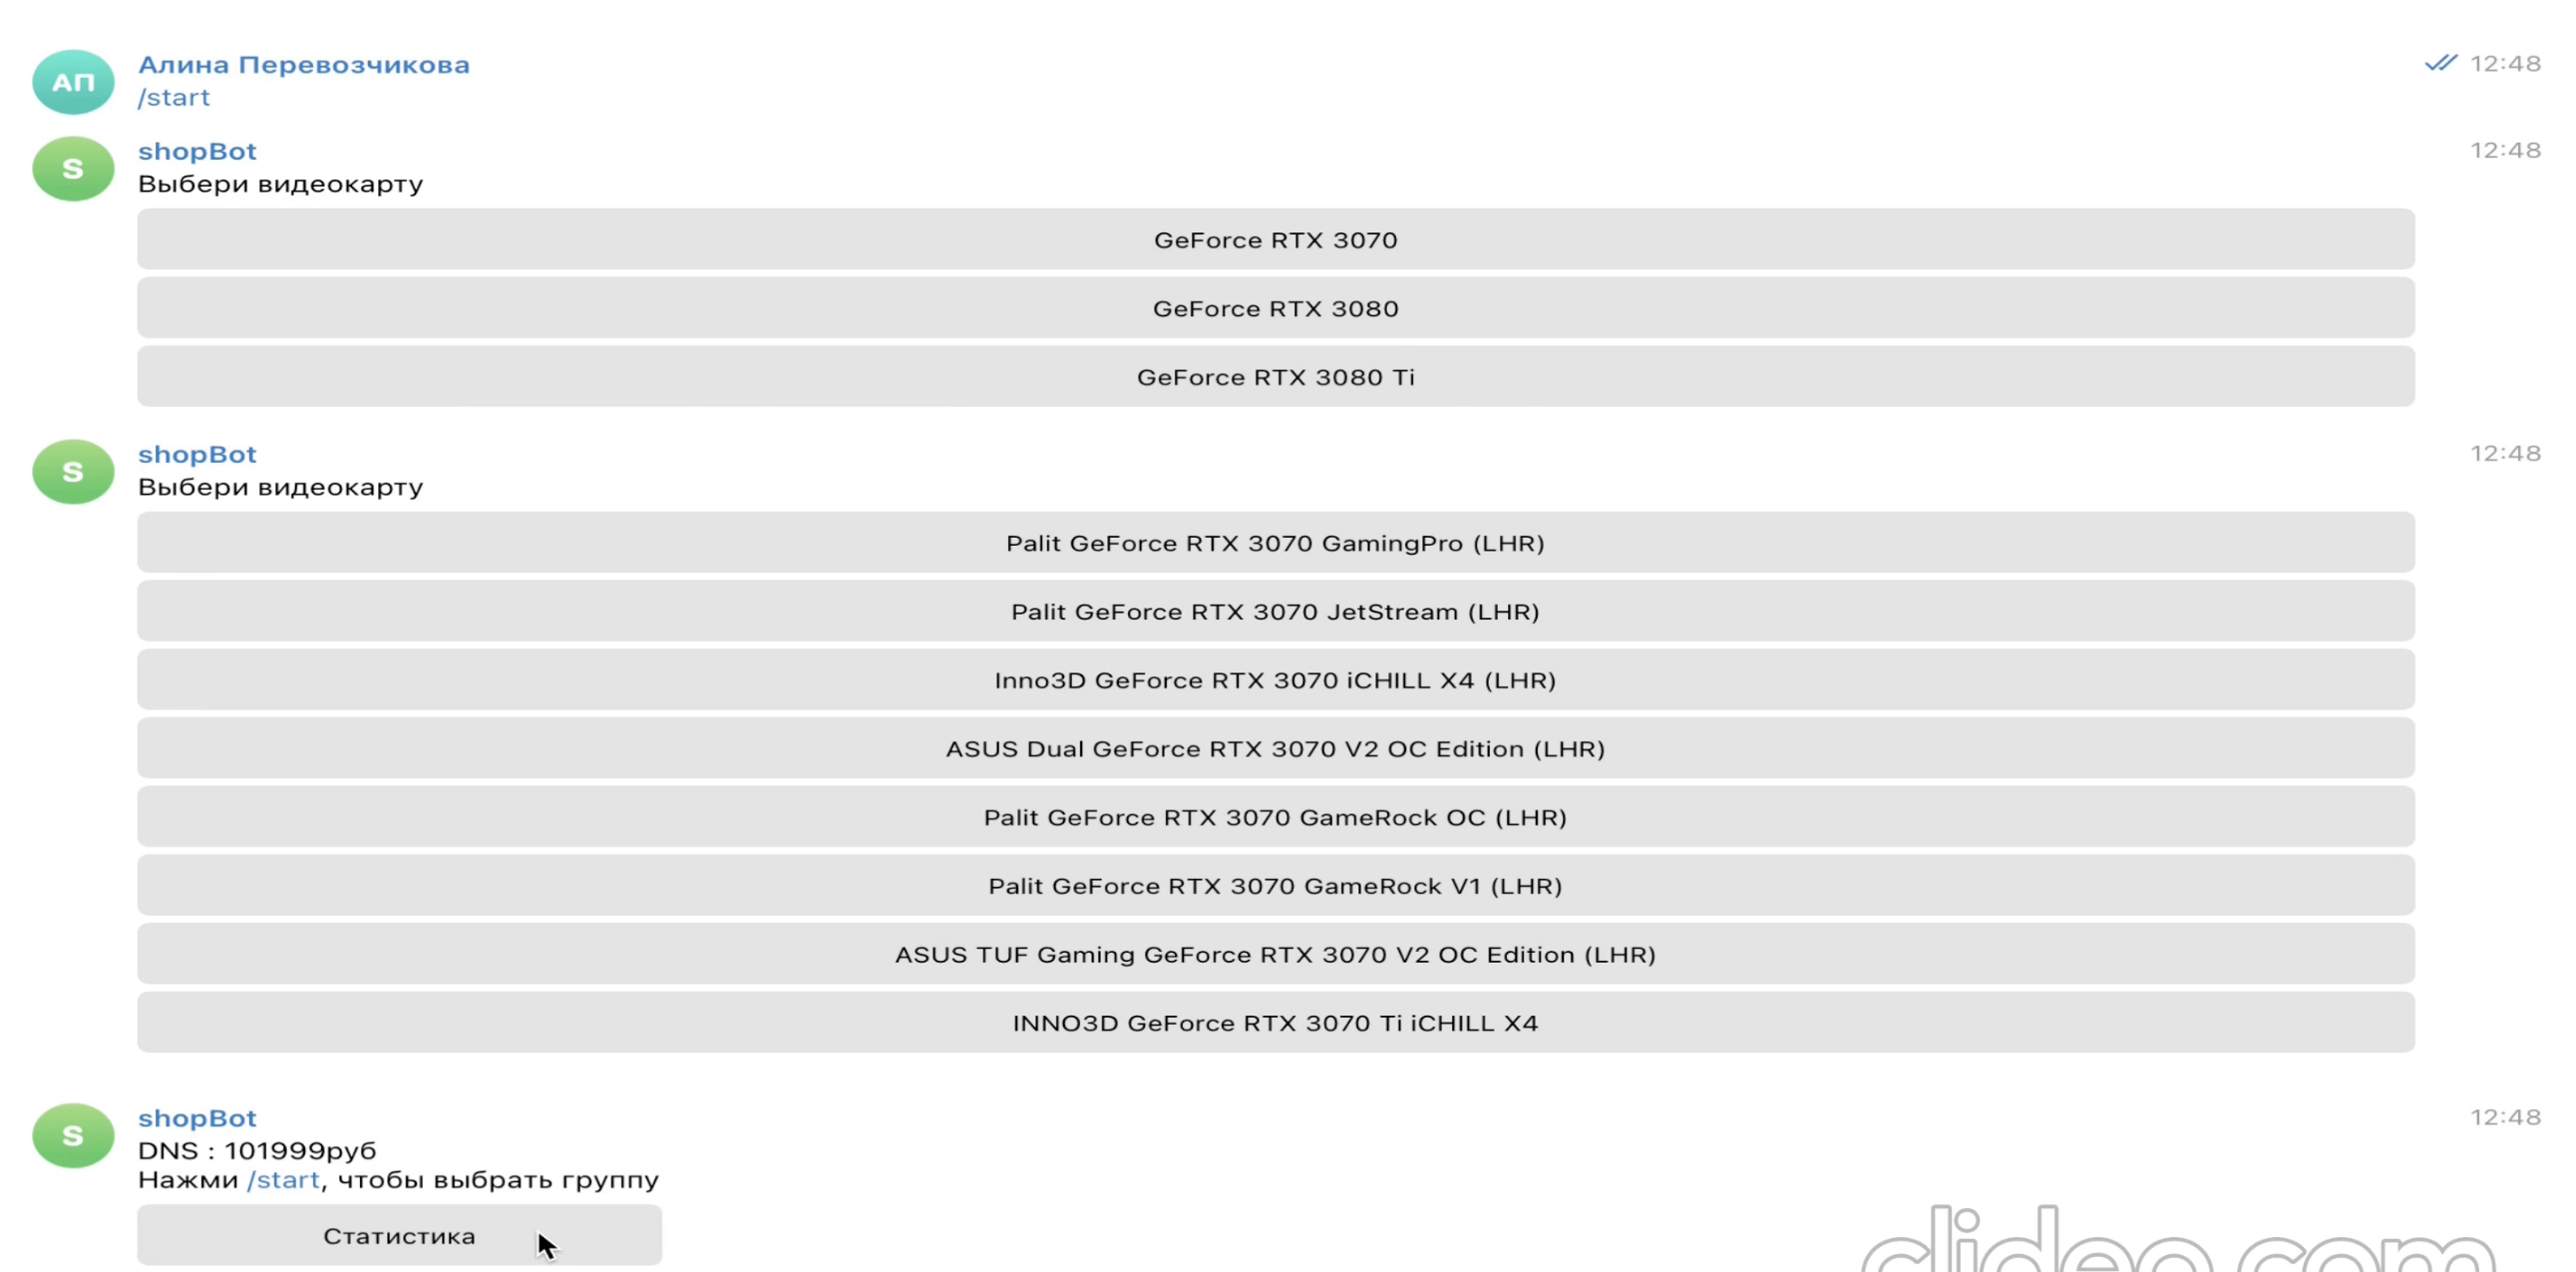 АП
Алина Перевозчикова
12:48
/start
S
shopBot
12:48
Выбери видеокарту
GeForce RTX 3070
GeForce RTX 3080
GeForce RTX 3080 Ti
S
shopBot
12:48
Выбери видеокарту
Palit GeForce RTX 3070 GamingPro (LHR)
Palit GeForce RTX 3070 JetStream (LHR)
Inno3D GeForce RTX 3070 iCHILL X4 (LHR)
ASUS Dual GeForce RTX 3070 V2 OC Edition (LHR)
Palit GeForce RTX 3070 GameRock OC (LHR)
Palit GeForce RTX 3070 GameRock V1 (LHR)
ASUS TUF Gaming GeForce RTX 3070 V2 OC Edition (LHR)
INNO3D GeForce RTX 3070 Ti iCHILL X4
S
shopBot
12:48
DNS : 101999руб
Нажми /start, чтобы выбрать группу
Статистика
clideo.com